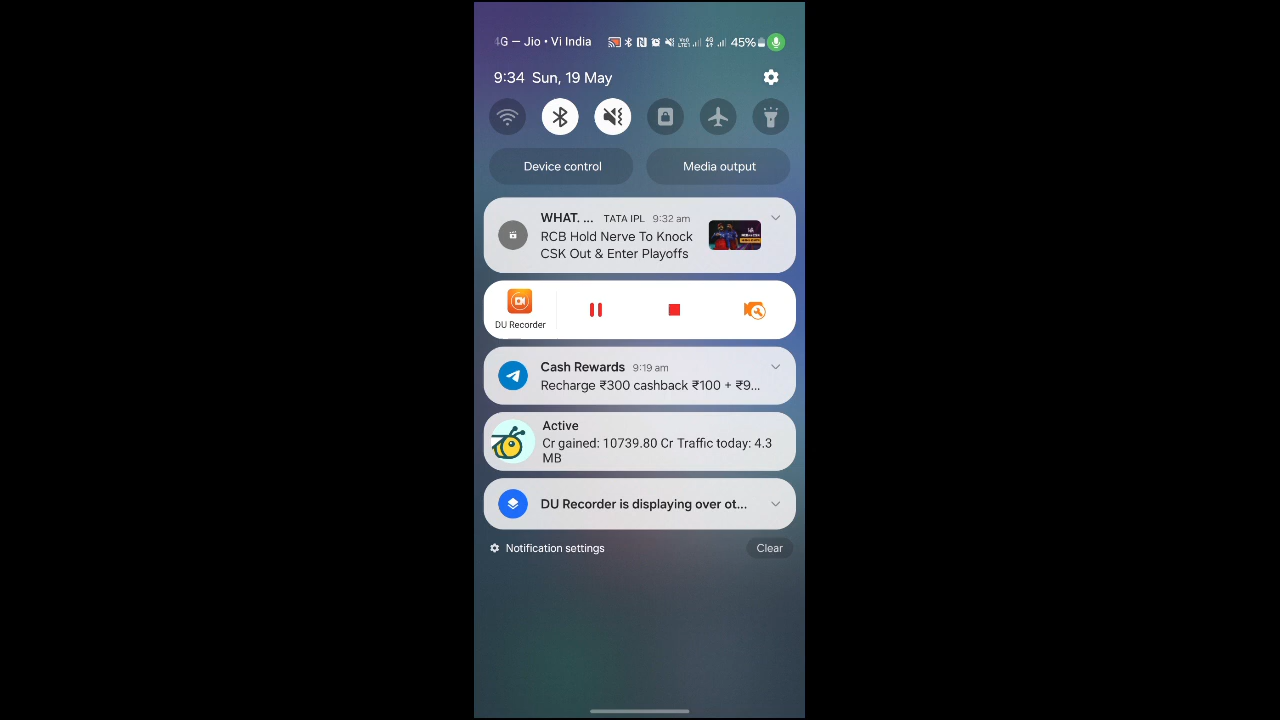 4G — Jio • Vi India 45%
9:34 Sun, 19 May
Device control Media output
WHAT. ... TATA IPL 9:32 am
RCB Hold Nerve To Knock
CSK Out & Enter Playoffs
DU Recorder
Cash Rewards 9:19 am
Recharge ₹300 cashback ₹100 + ₹9...
Active
Cr gained: 10739.80 Cr Traffic today: 4.3
MB
DU Recorder is displaying over ot...
Notification settings Clear